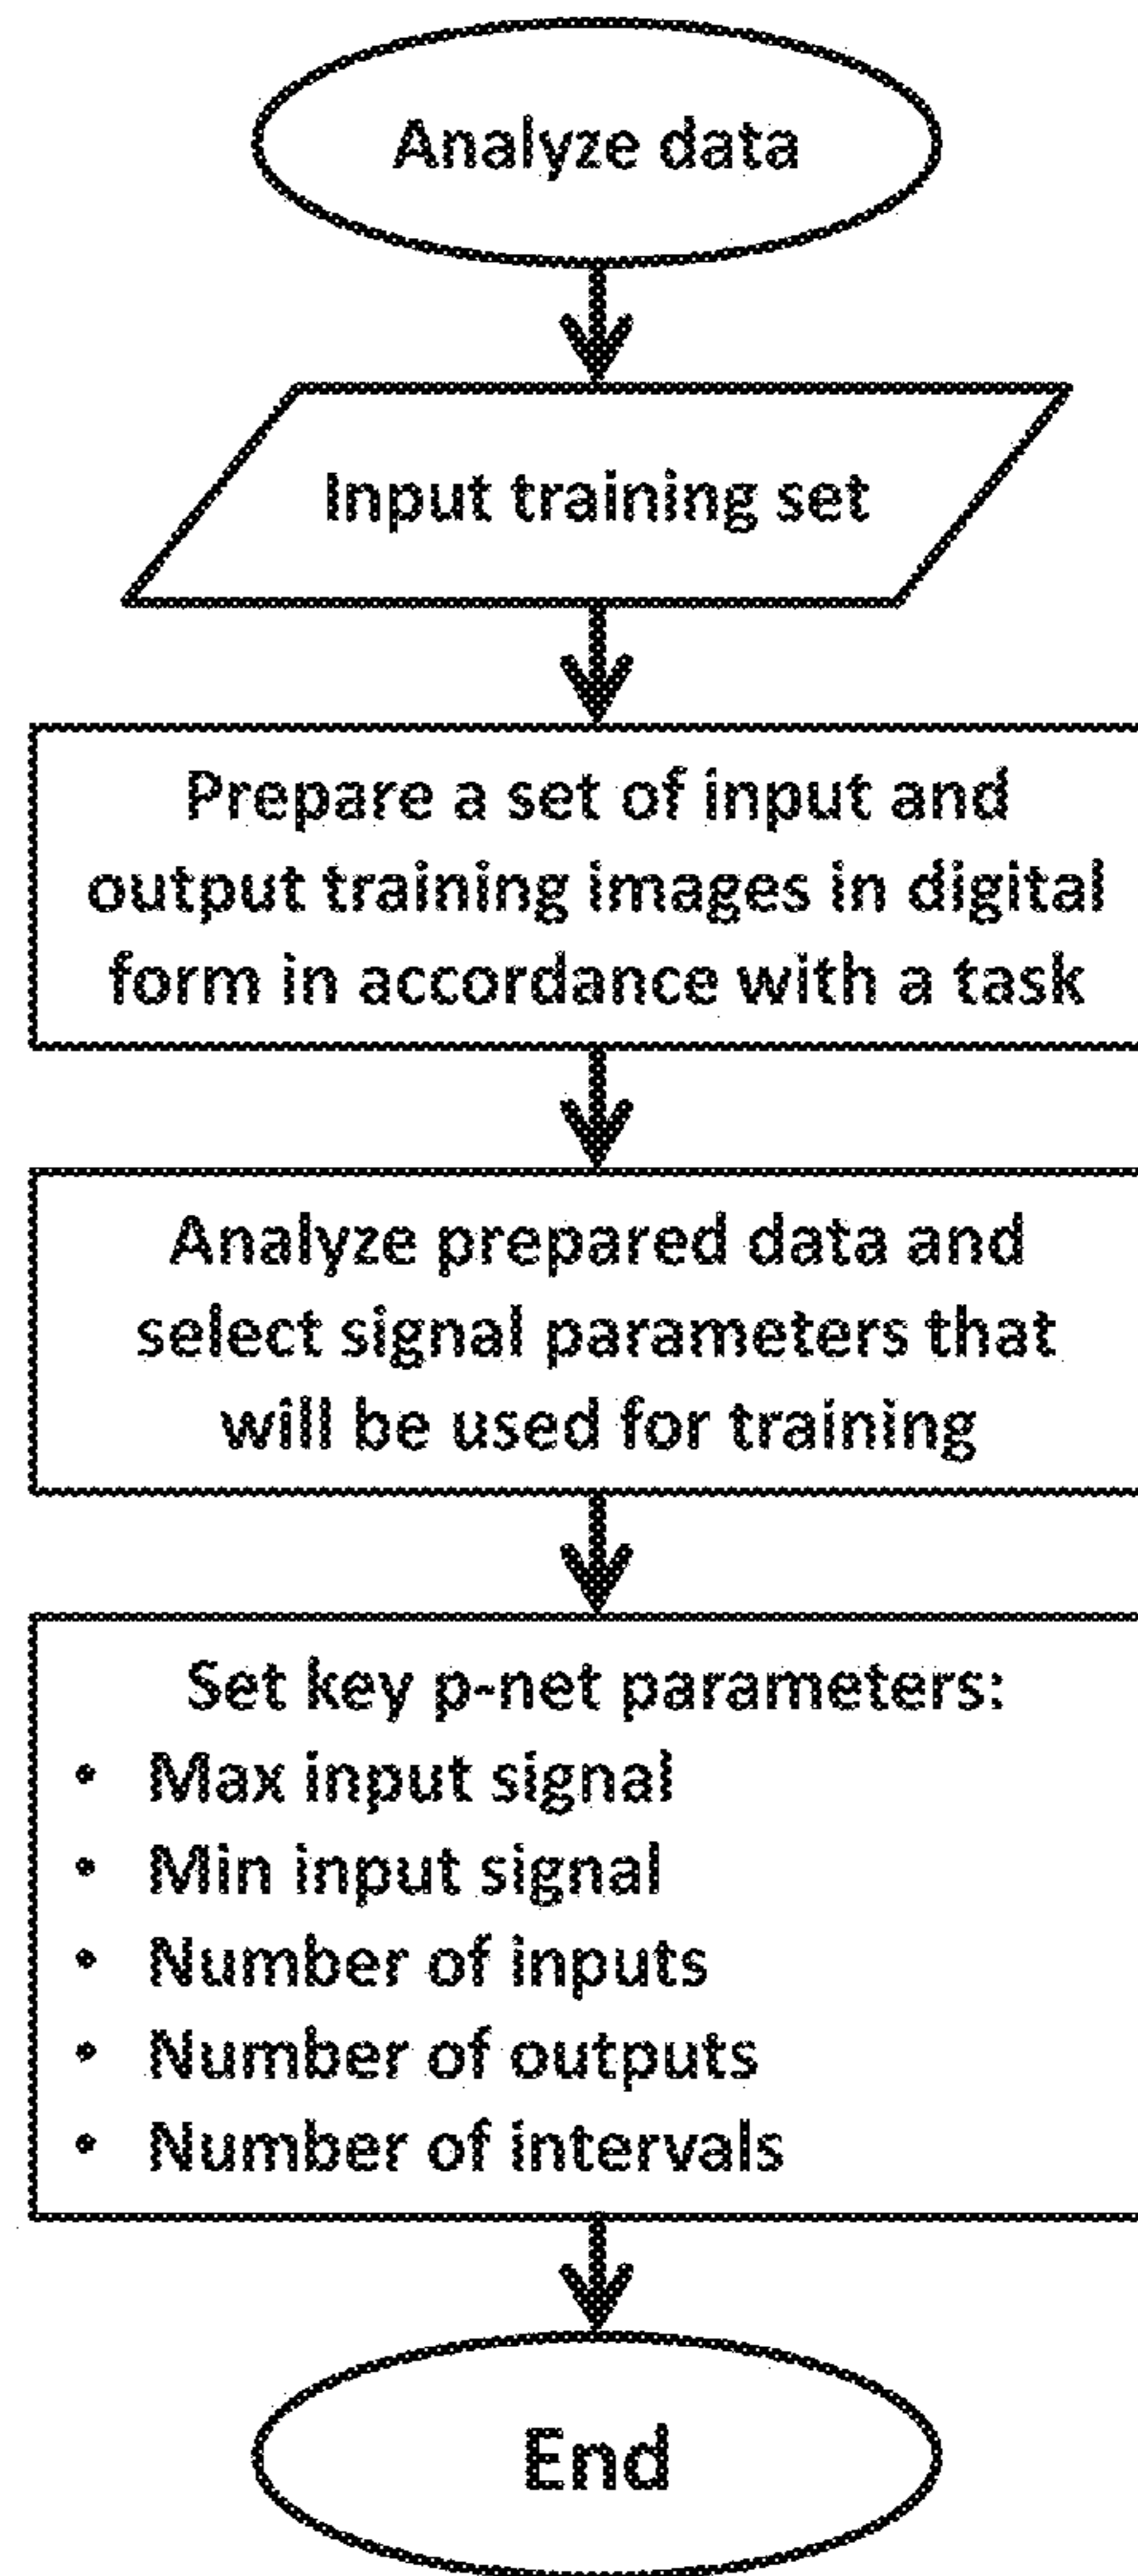 Analyze data
Input training set
Prepare a set of input and
output training images in digital
form in accordance with a task
Analyze prepared data and
select signal parameters that
will be used for training
Set key p-net parameters:
• Max input signal
• Min input signal
• Number of inputs
• Number of outputs
• Number of intervals
End